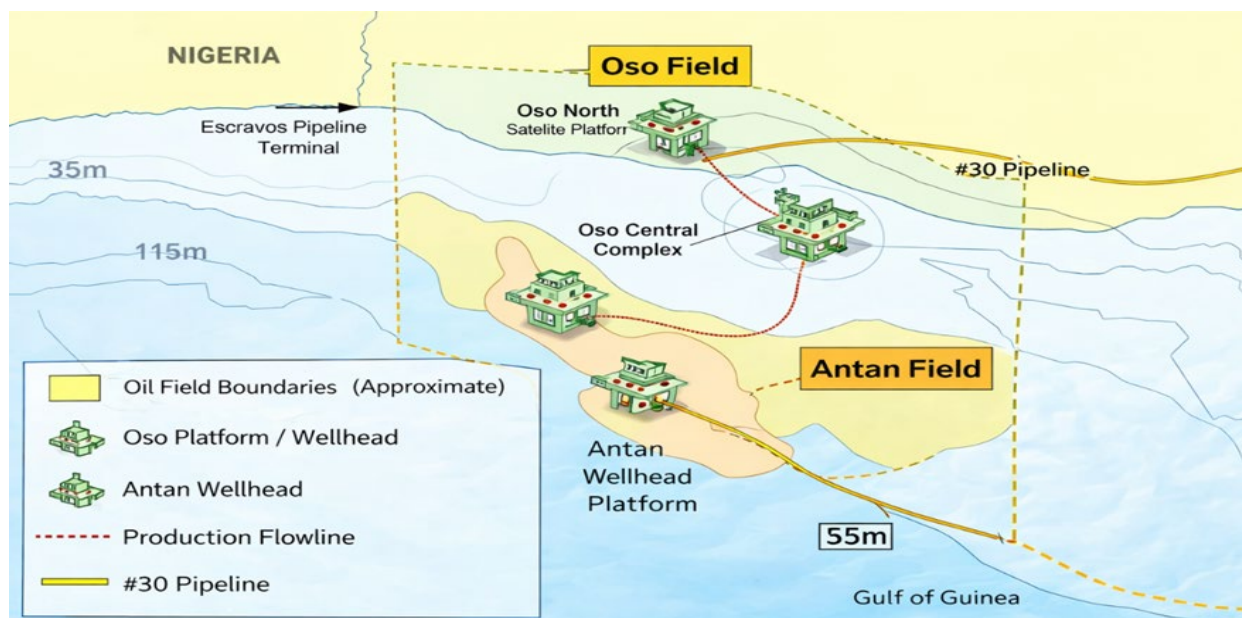 NIGERIA
Oso Field
Oso North
Satelite Platforr
Escravos Pipeline
Terminal
#30 Pipeline
35m
Oso Central
Complex
115m
Antan Field
Oil Field Boundaries (Approximate)
Oso Platform / Wellhead
Antan Wellhead
Production Flowline
#30 Pipeline
Antan
Wellhead
Platform
55m
Gulf of Guinea